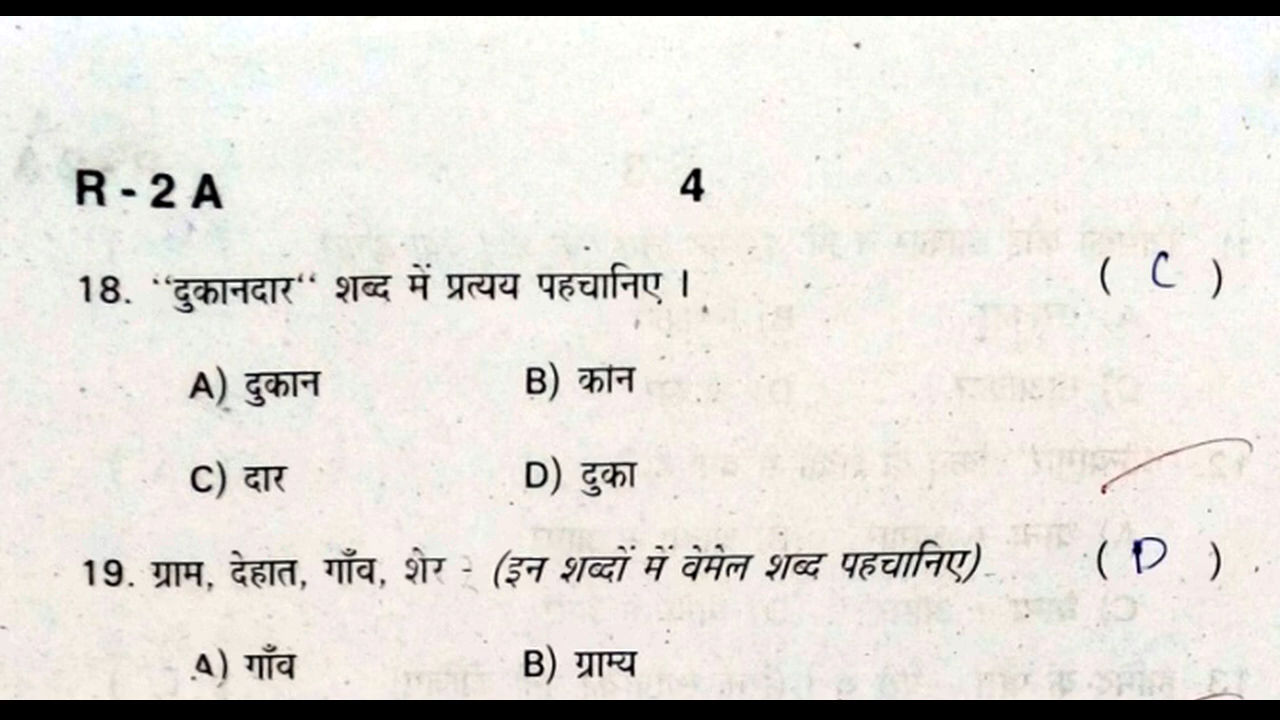 R - 2 A 4
18. "दुकानदार" शब्द में प्रत्यय पहचानिए । ( C )
A) दुकान B) कान
C) दार D) दुका
19. ग्राम, देहात, गाँव, शेर - (इन शब्दों में वेमेल शब्द पहचानिए) ( D )
A) गाँव B) ग्राम्य